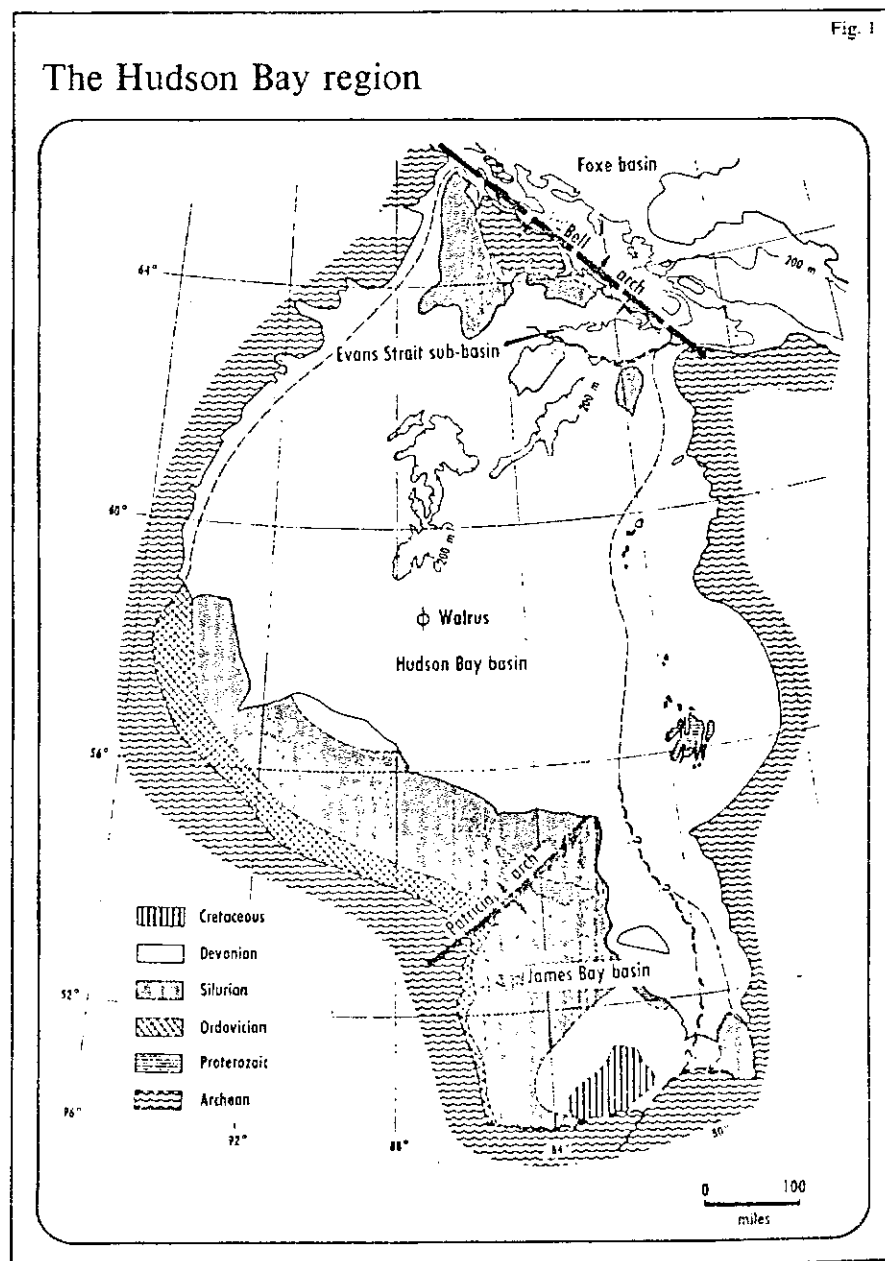 Fig. 1
The Hudson Bay region
Foxe basin
Bell arch
200 m
64°
Evans Strait sub-basin
200 m
60°
200 m
Walrus
Hudson Bay basin
56°
Patricia arch
Cretaceous
Devonian
Silurian
Ordovician
Proterozoic
Archean
James Bay basin
52°
96°
92°
88°
84°
80°
0 100
miles